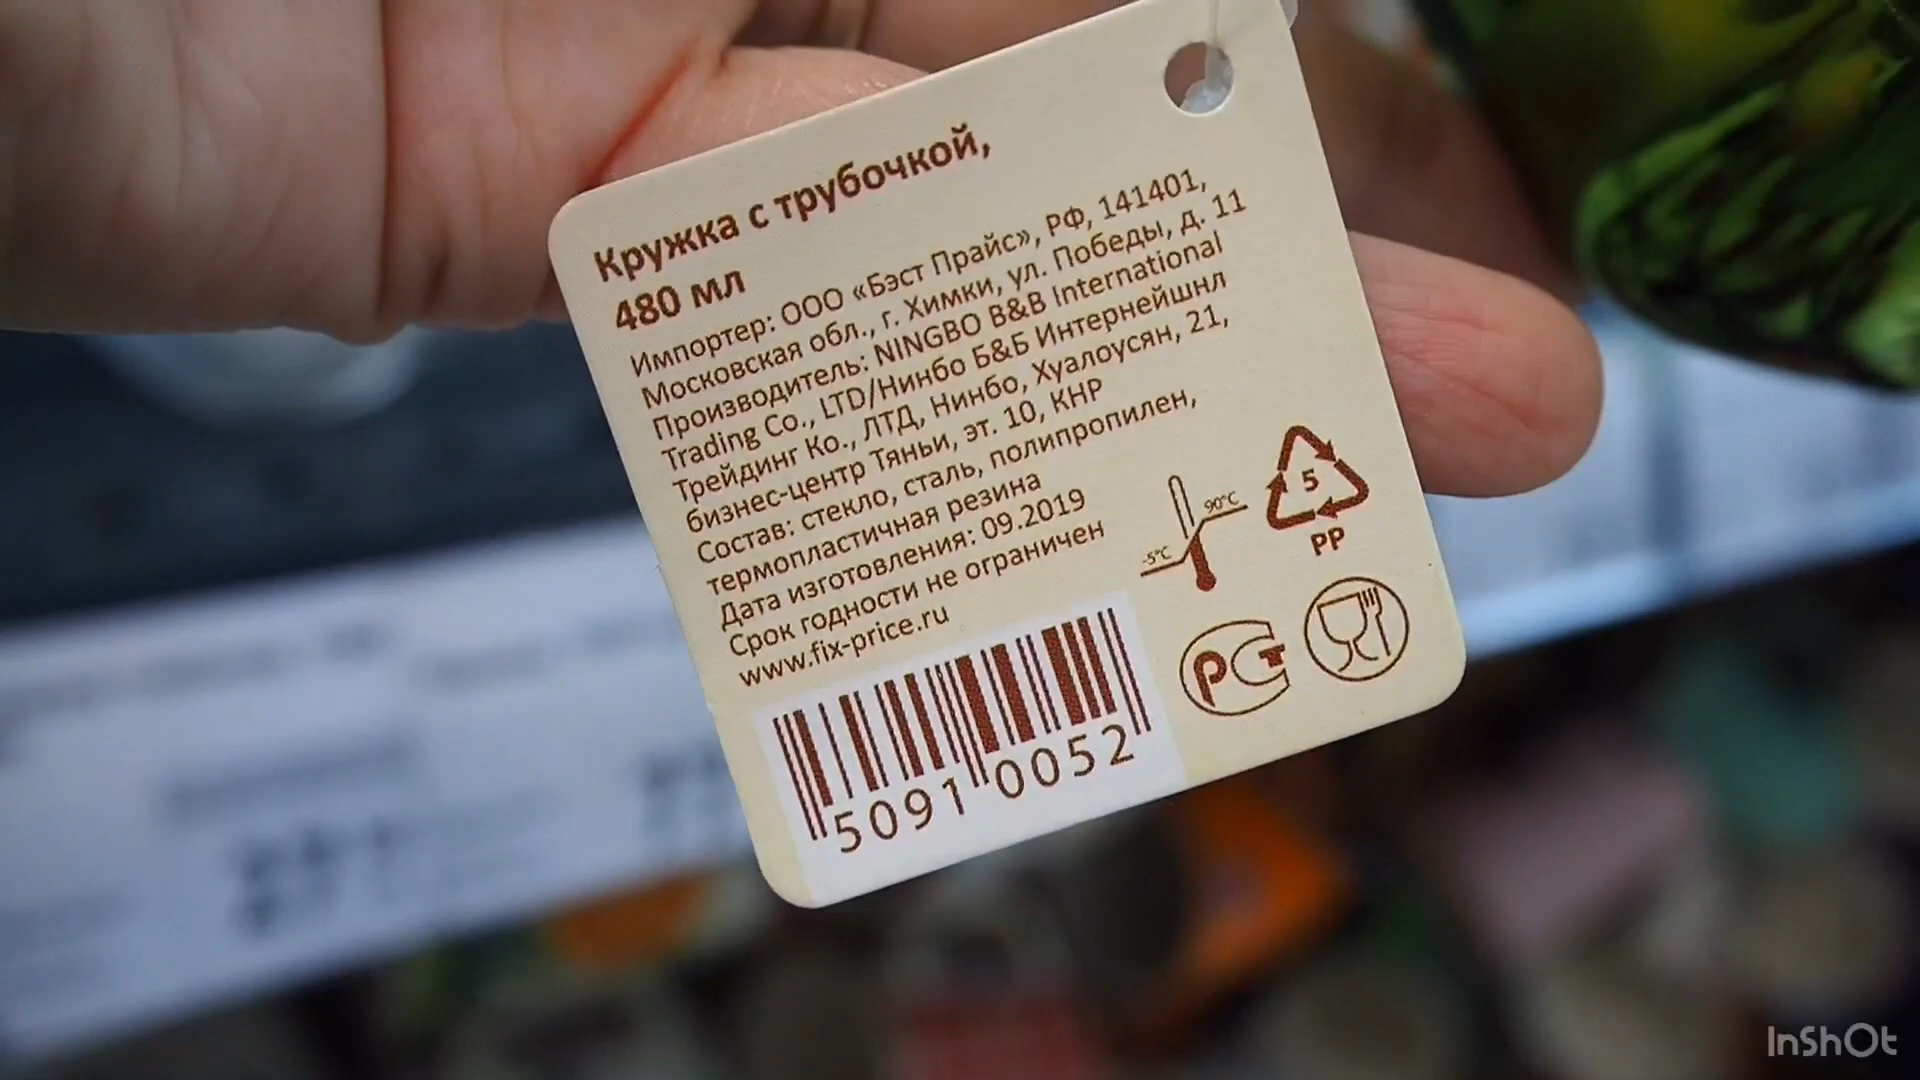 Кружка с трубочкой,
480 мл
Импортер: ООО «Бэст Прайс», РФ, 141401,
Московская обл., г. Химки, ул. Победы, д. 11
Производитель: NINGBO B&B International
Trading Co., LTD/Нинбо Б&Б Интернейшнл
Трейдинг Ко., ЛТД, Нинбо, Хуалоусян, 21,
бизнес-центр Тяньи, эт. 10, КНР
Состав: стекло, сталь, полипропилен,
термопластичная резина
Дата изготовления: 09.2019
Срок годности не ограничен
www.fix-price.ru
-5°C
90°C
5
PP
РСТ
5091 0052
InShOt